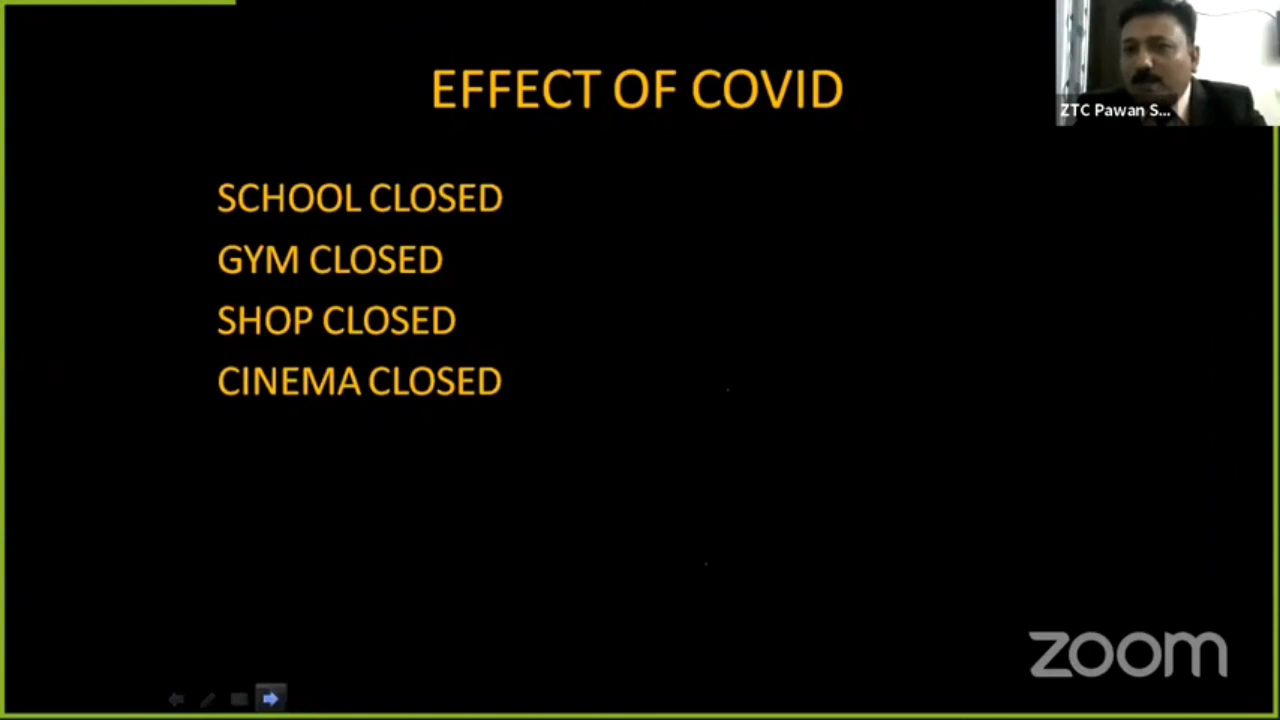 EFFECT OF COVID
ZTC Pawan S...
SCHOOL CLOSED
GYM CLOSED
SHOP CLOSED
CINEMA CLOSED
zoom